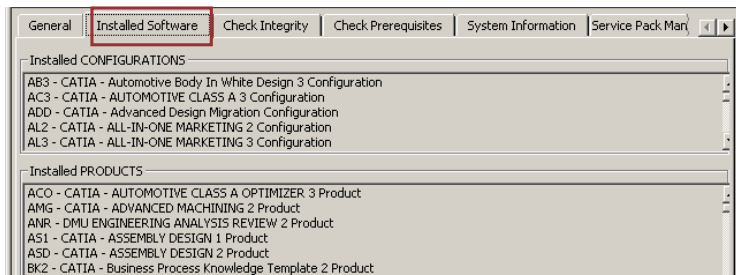 General Installed Software Check Integrity Check Prerequisites System Information Service Pack Man
Installed CONFIGURATIONS
AB3 - CATIA - Automotive Body In White Design 3 Configuration
AC3 - CATIA - AUTOMOTIVE CLASS A 3 Configuration
ADD - CATIA - Advanced Design Migration Configuration
AL2 - CATIA - ALL-IN-ONE MARKETING 2 Configuration
AL3 - CATIA - ALL-IN-ONE MARKETING 3 Configuration
Installed PRODUCTS
ACO - CATIA - AUTOMOTIVE CLASS A OPTIMIZER 3 Product
AMG - CATIA - ADVANCED MACHINING 2 Product
ANR - DMU ENGINEERING ANALYSIS REVIEW 2 Product
AS1 - CATIA - ASSEMBLY DESIGN 1 Product
ASD - CATIA - ASSEMBLY DESIGN 2 Product
BK2 - CATIA - Business Process Knowledge Template 2 Product